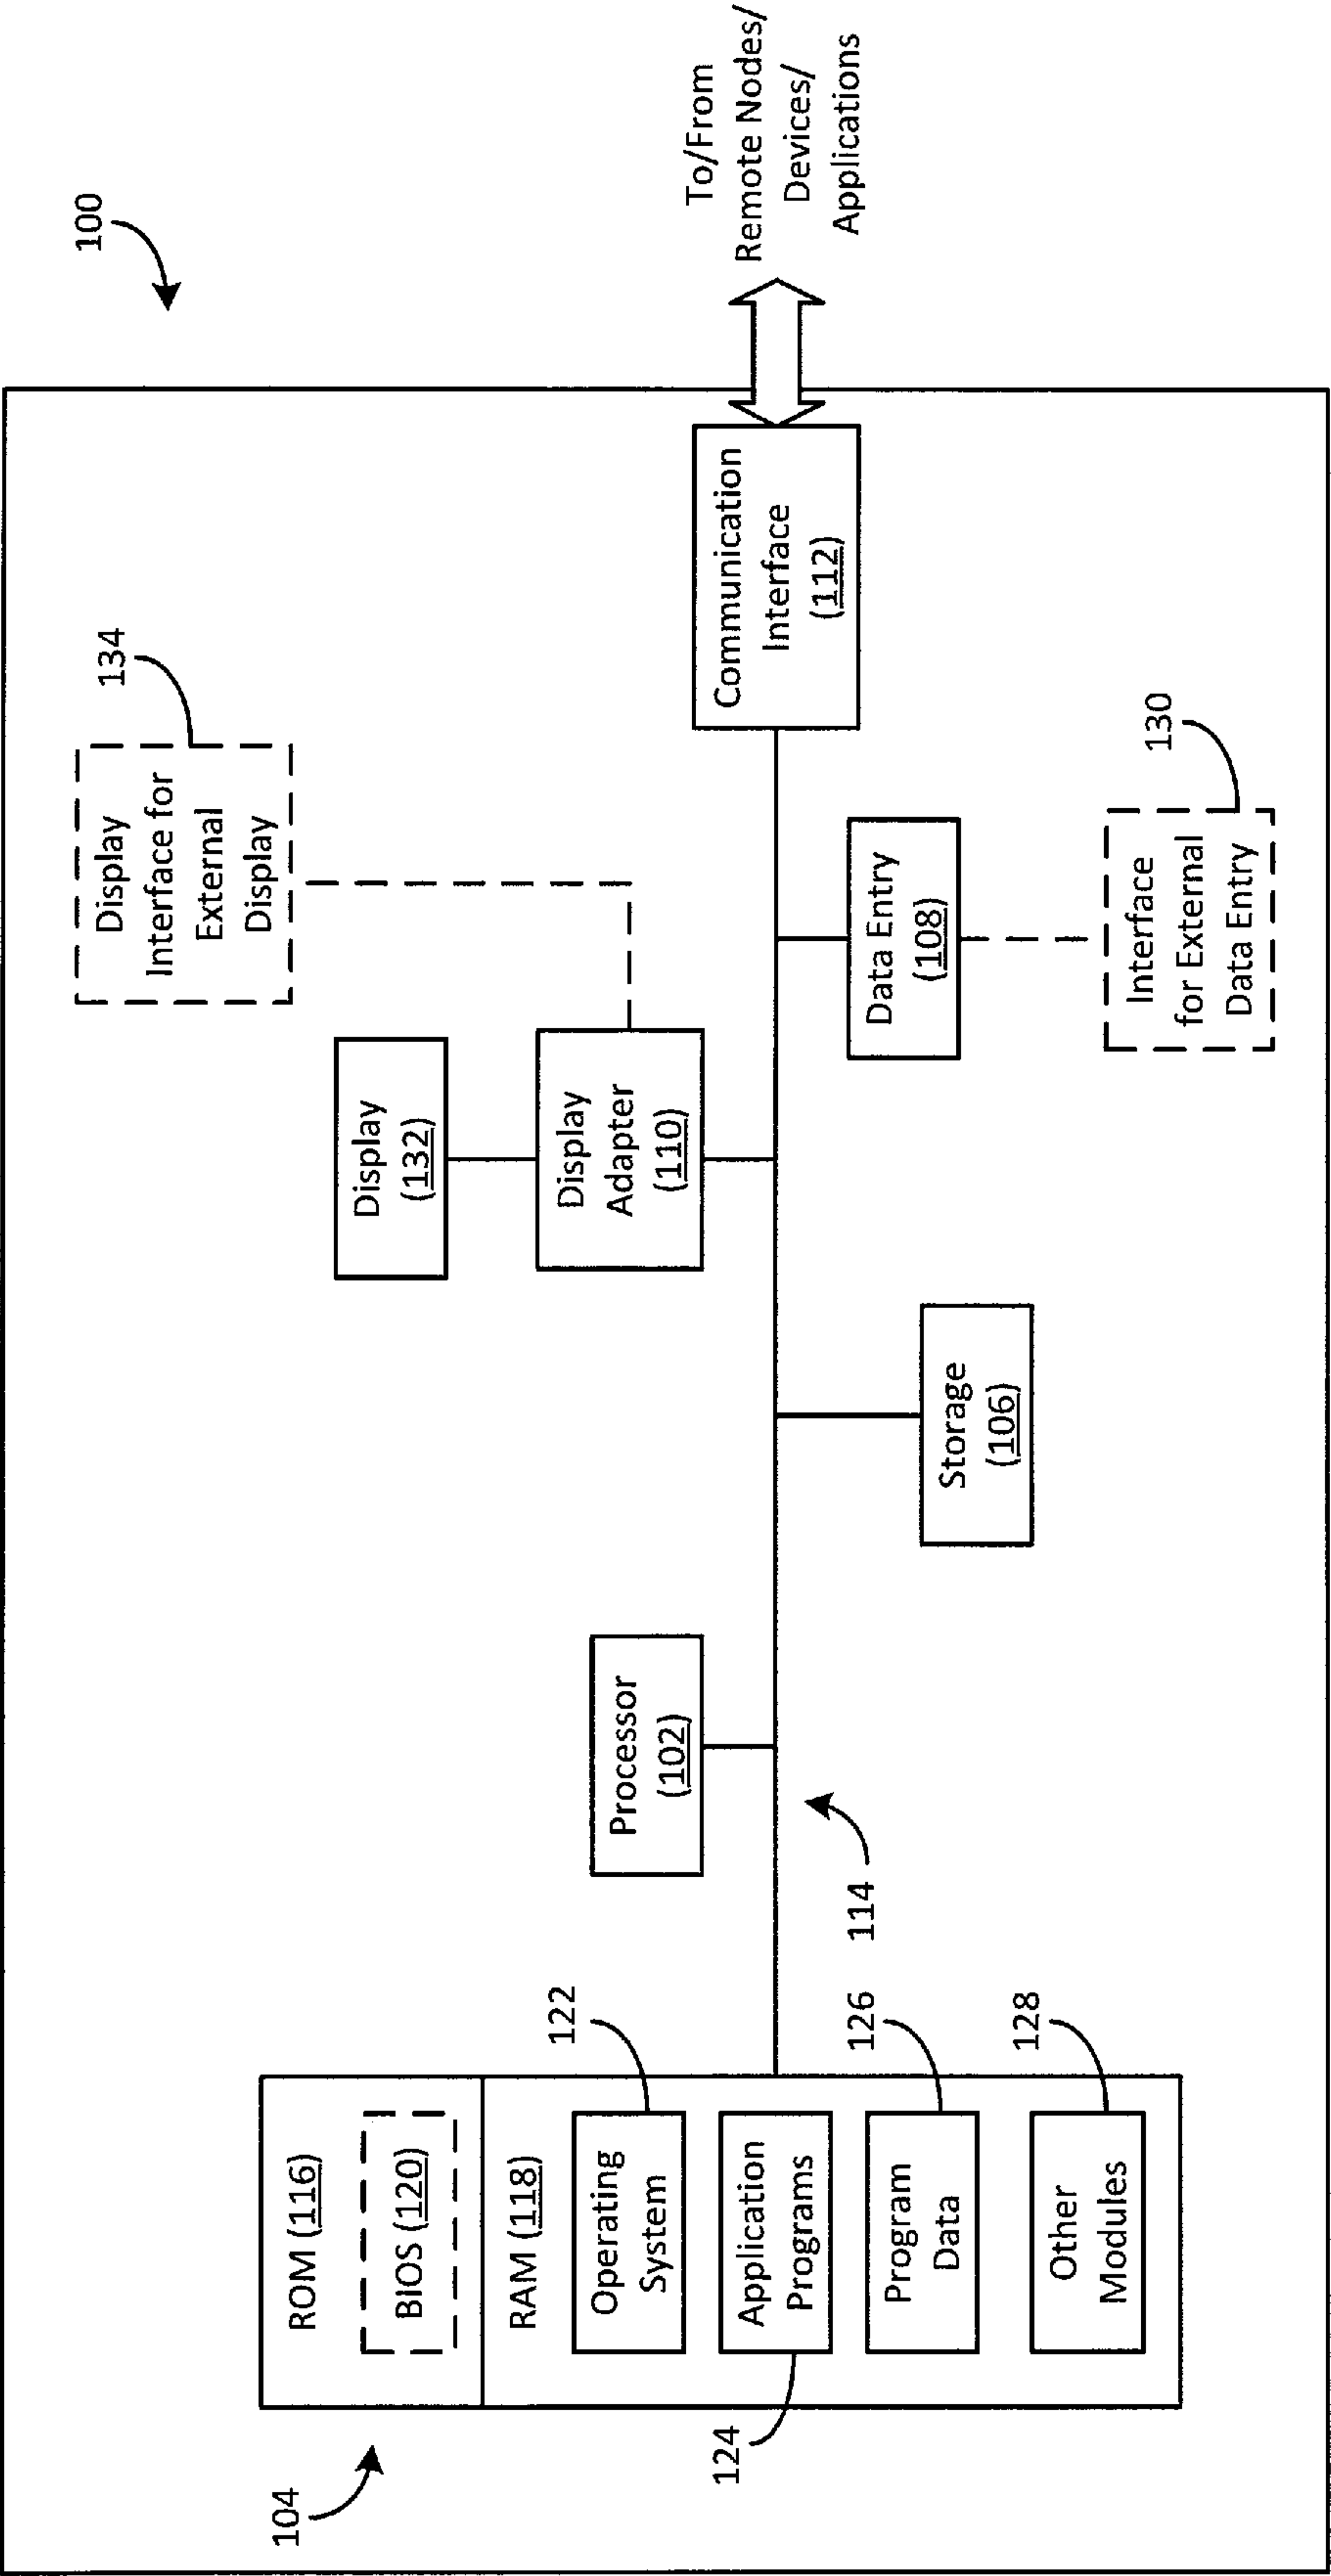 100
104
ROM (116)
BIOS (120)
RAM (118)
Operating
System
122
Application
Programs
124
Program
Data
126
Other
Modules
128
Processor
(102)
114
Storage
(106)
Display
(132)
Display
Adapter
(110)
Display
Interface for
External
Display
134
Data Entry
(108)
Interface
for External
Data Entry
130
Communication
Interface
(112)
To/From
Remote Nodes/
Devices/
Applications